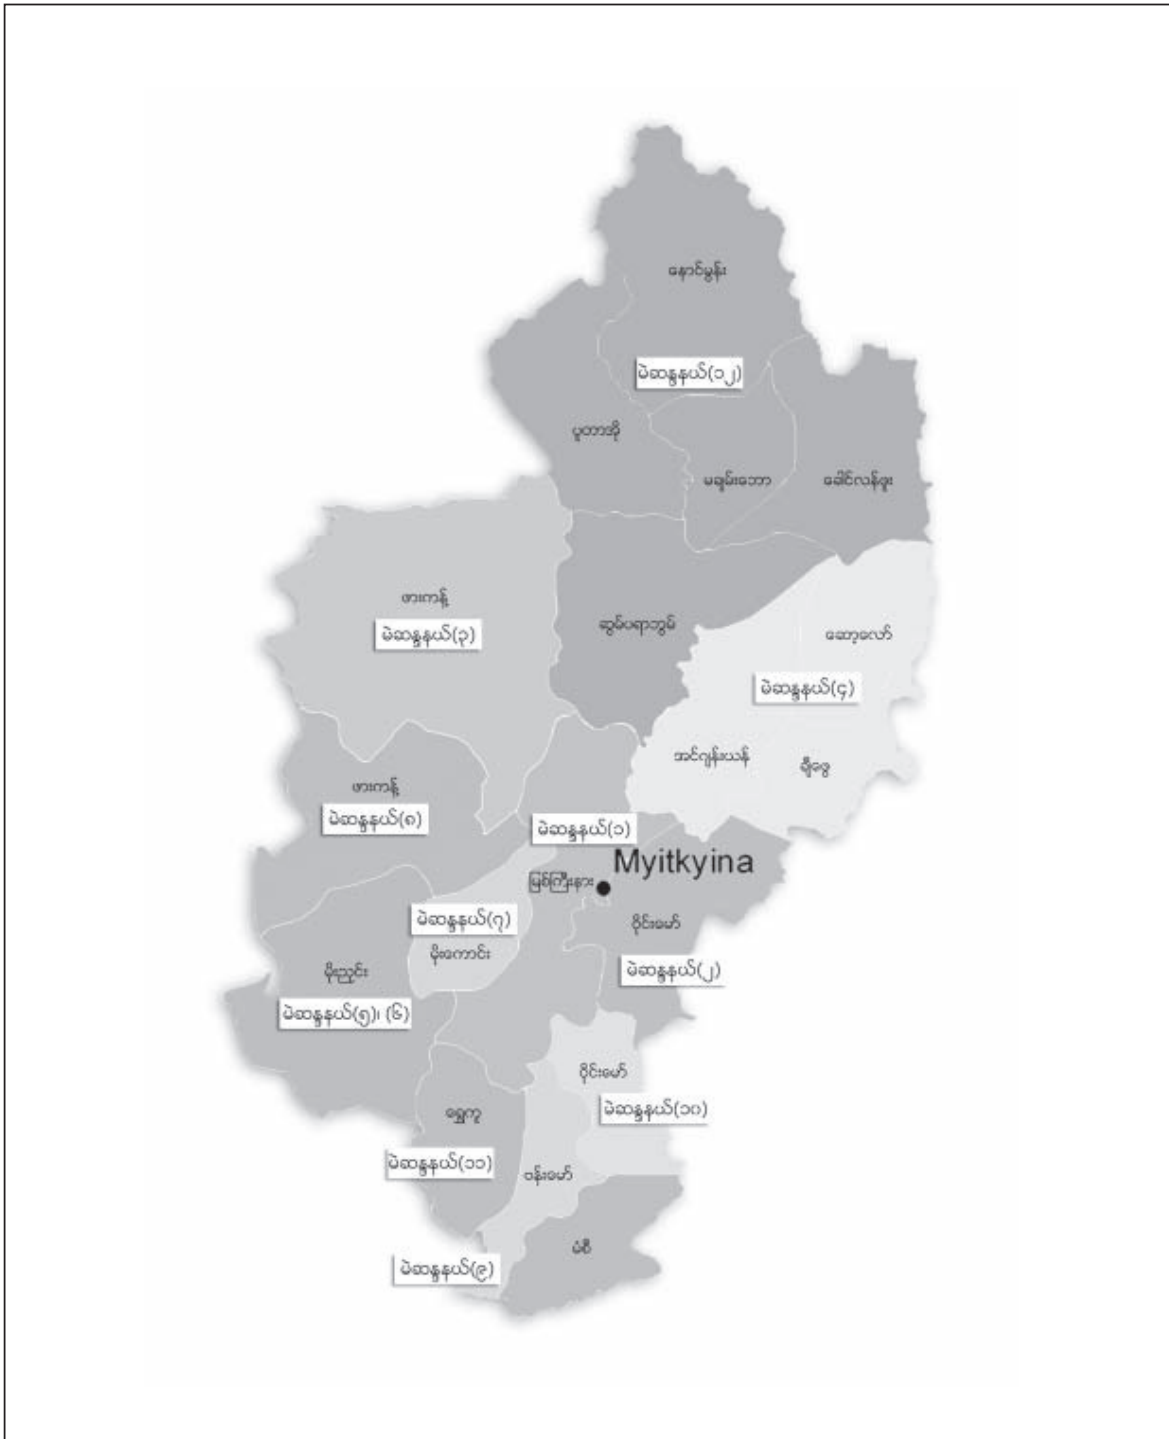 နောင်မွန်း
မဲဆန္ဒနယ်(၁၂)
ပူတာအို
မချမ်းဘော
ခေါင်လန်ဖူး
ဖားကန့်
မဲဆန္ဒနယ်(၃)
ဆွမ်ပရာဘွမ်
ဆော့လော်
မဲဆန္ဒနယ်(၄)
အင်ဂျန်းယန်
ချီဖွေ
ဖားကန့်
မဲဆန္ဒနယ်(၈)
မဲဆန္ဒနယ်(၁)
Myitkyina
မြစ်ကြီးနား
မဲဆန္ဒနယ်(၇)
မိုးကောင်း
ဝိုင်းမော်
မဲဆန္ဒနယ်(၂)
မိုးညှင်း
မဲဆန္ဒနယ်(၅)၊ (၆)
ဝိုင်းမော်
မဲဆန္ဒနယ်(၁၀)
ရွှေကူ
မဲဆန္ဒနယ်(၁၁)
ဗန်းမော်
မံစီ
မဲဆန္ဒနယ်(၉)